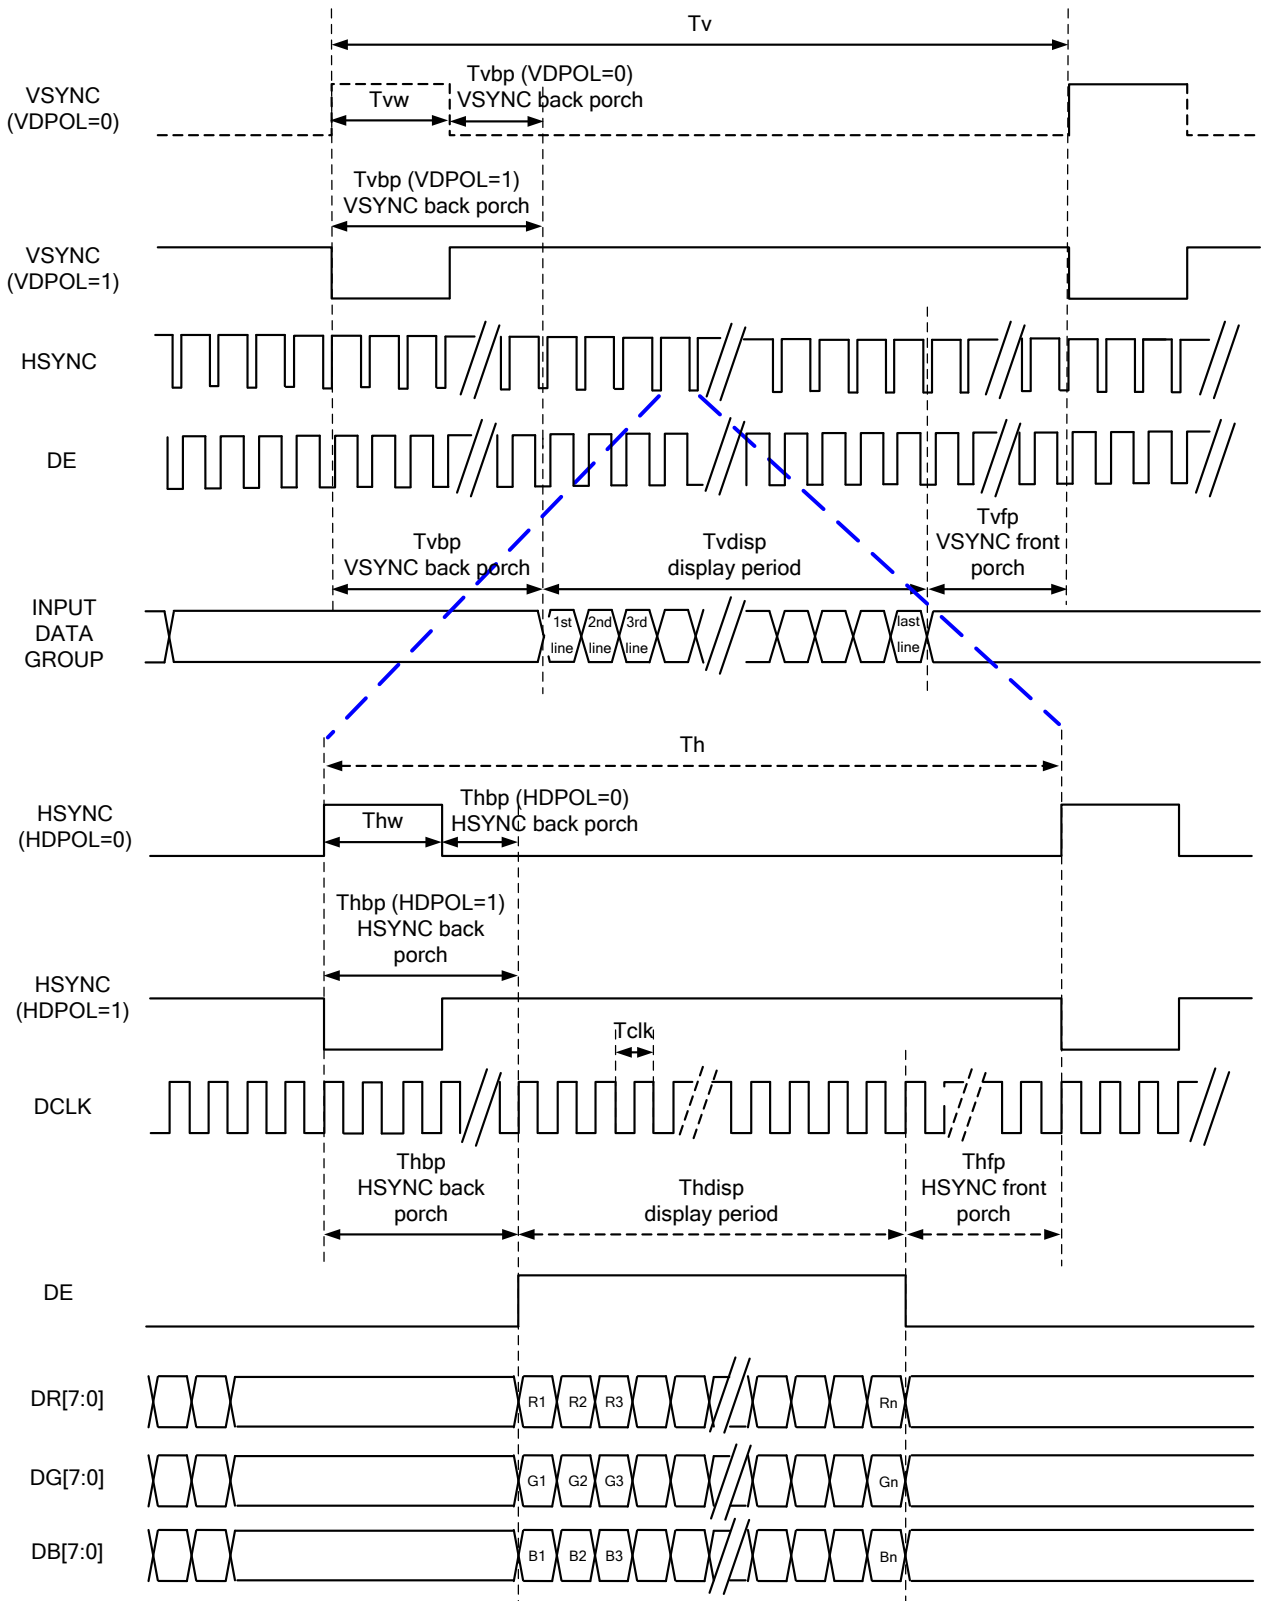 Tv
VSYNC
(VDPOL=0)
Tvw
Tvbp (VDPOL=0)
VSYNC back porch
Tvbp (VDPOL=1)
VSYNC back porch
VSYNC
(VDPOL=1)
HSYNC
DE
Tvbp
VSYNC back porch
Tvdisp
display period
Tvfp
VSYNC front
porch
INPUT
DATA
GROUP
1st
line
2nd
line
3rd
line
last
line
Th
HSYNC
(HDPOL=0)
Thw
Thbp (HDPOL=0)
HSYNC back porch
Thbp (HDPOL=1)
HSYNC back
porch
HSYNC
(HDPOL=1)
Tclk
DCLK
Thbp
HSYNC back
porch
Thdisp
display period
Thfp
HSYNC front
porch
DE
DR[7:0]
R1 R2 R3 Rn
DG[7:0]
G1 G2 G3 Gn
DB[7:0]
B1 B2 B3 Bn